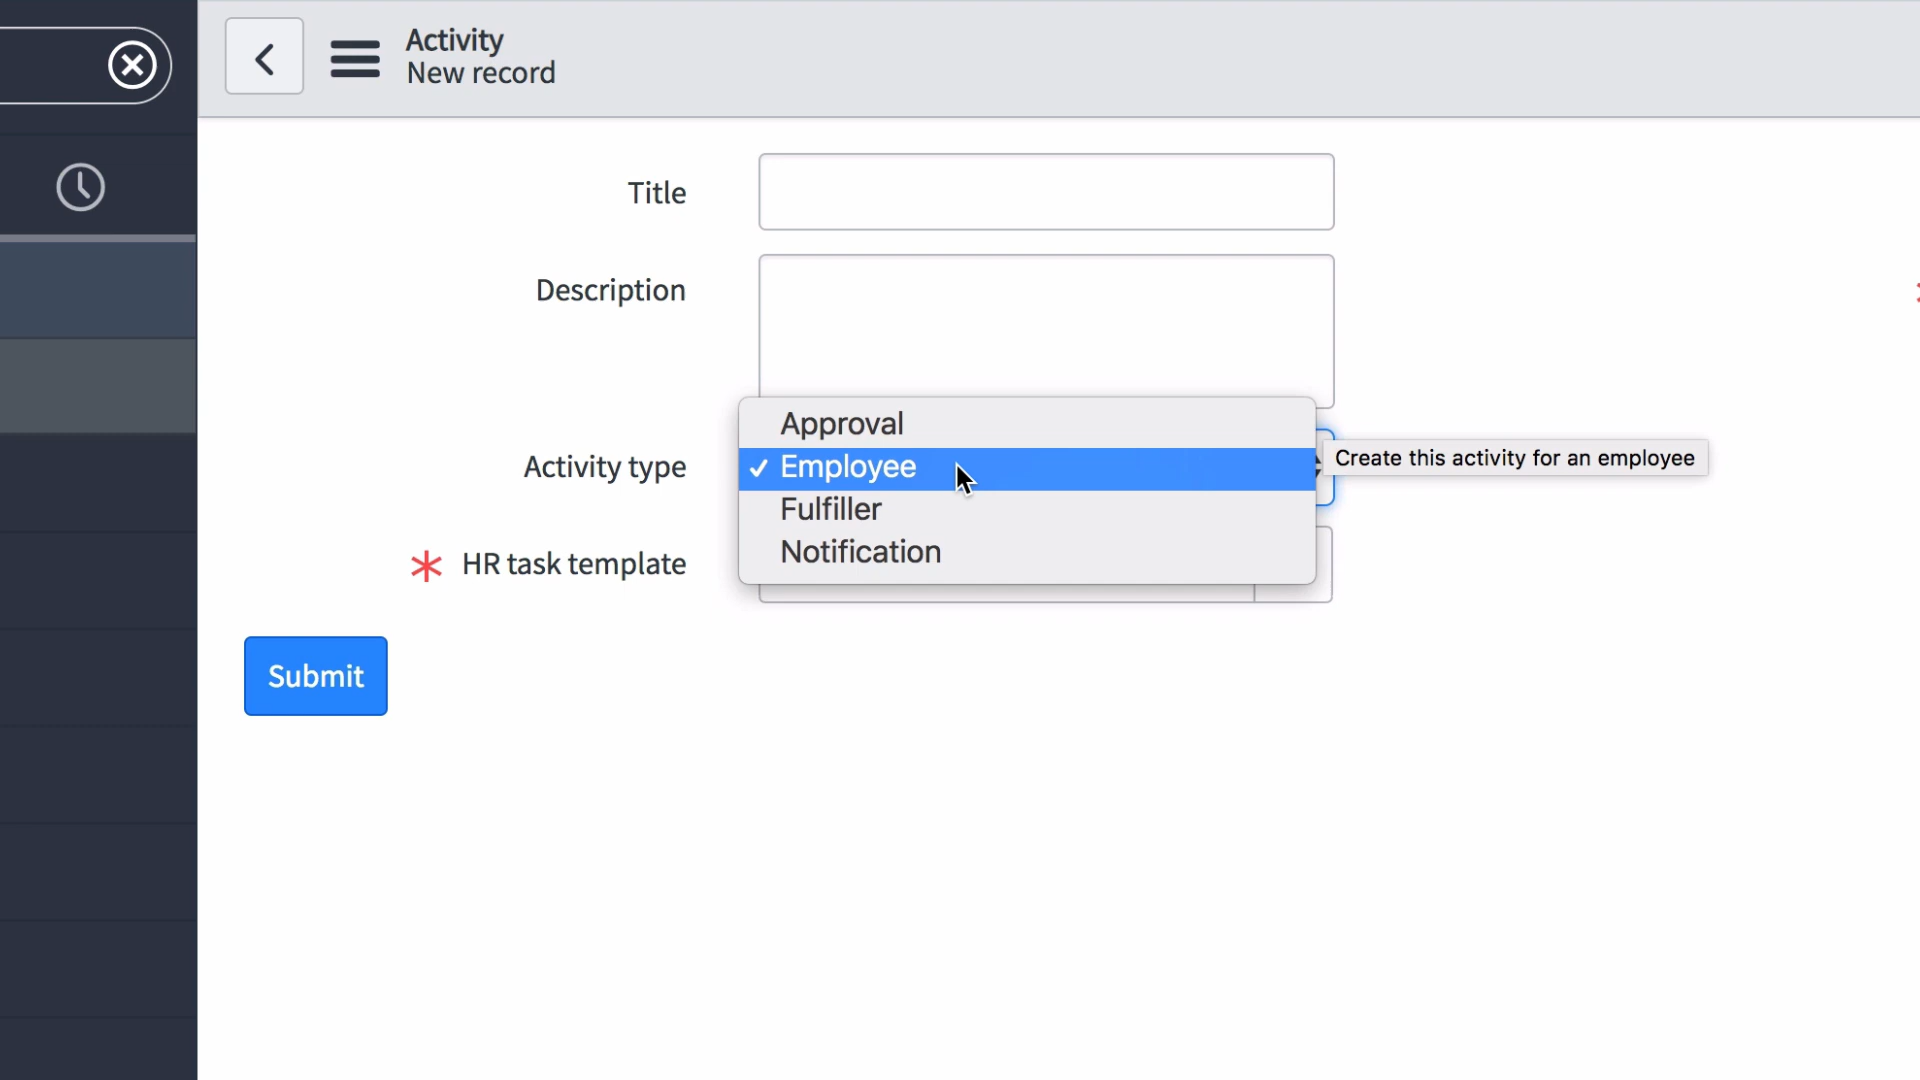 Activity
New record
Title
Description
Activity type
Approval
✓ Employee
Fulfiller
Notification
Create this activity for an employee
* HR task template
Submit